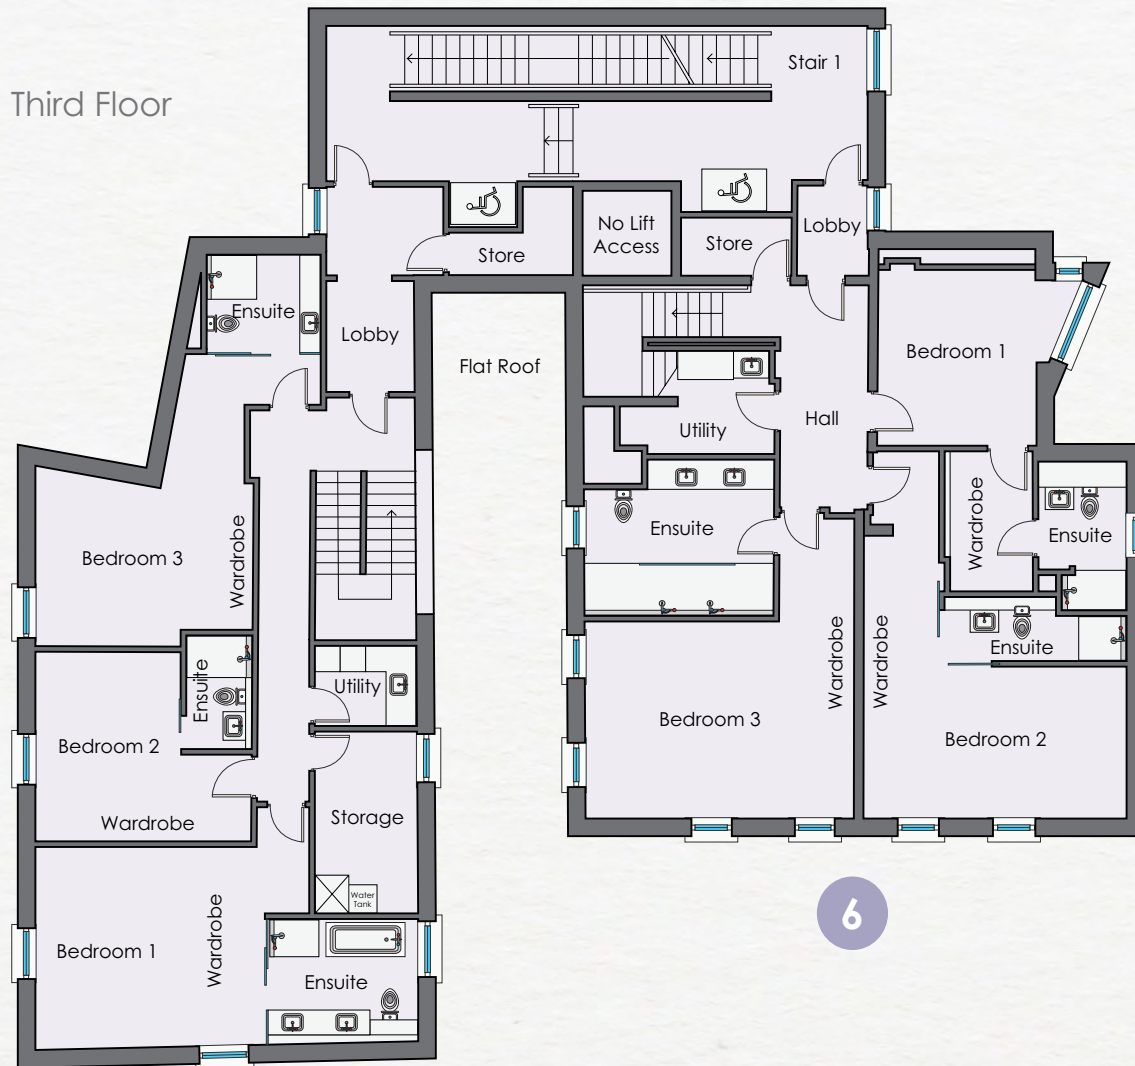 Third Floor
Stair 1
No Lift
Access
Store
Lobby
Store
Ensuite
Lobby
Flat Roof
Bedroom 1
Hall
Utility
Ensuite
Wardrobe
Ensuite
Bedroom 3
Wardrobe
Ensuite
Wardrobe
Wardrobe
Ensuite
Utility
Bedroom 3
Bedroom 2
Bedroom 2
Wardrobe
Storage
Water
Tank
Bedroom 1
Wardrobe
Ensuite
6